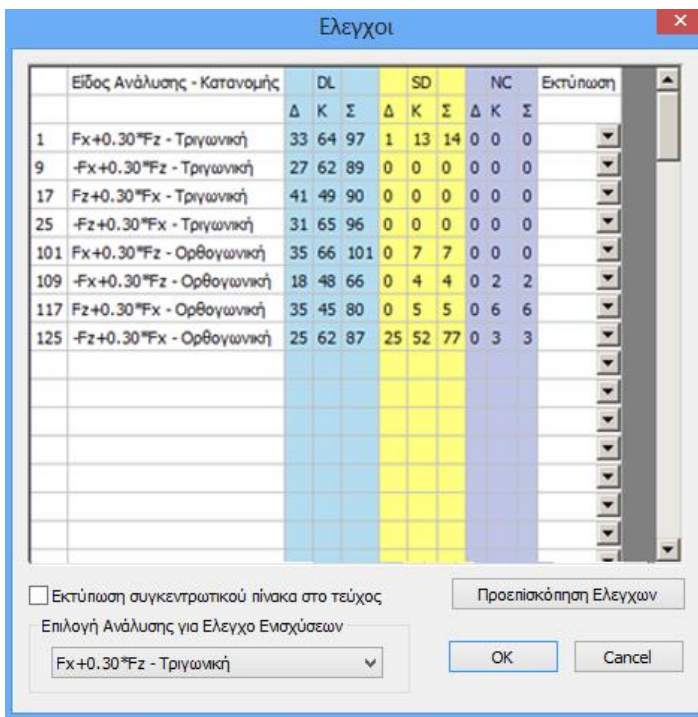 Ελεγχοι
Είδος Ανάλυσης - Κατανομής DL SD NC Εκτύπωση
Δ Κ Σ Δ Κ Σ Δ Κ Σ
1 Fx+0.30*Fz - Τριγωνική 33 64 97 1 13 14 0 0 0
9 -Fx+0.30*Fz - Τριγωνική 27 62 89 0 0 0 0 0 0
17 Fz+0.30*Fx - Τριγωνική 41 49 90 0 0 0 0 0 0
25 -Fz+0.30*Fx - Τριγωνική 31 65 96 0 0 0 0 0 0
101 Fx+0.30*Fz - Ορθογωνική 35 66 101 0 7 7 0 0 0
109 -Fx+0.30*Fz - Ορθογωνική 18 48 66 0 4 4 0 2 2
117 Fz+0.30*Fx - Ορθογωνική 35 45 80 0 5 5 0 6 6
125 -Fz+0.30*Fx - Ορθογωνική 25 62 87 25 52 77 0 3 3
Εκτύπωση συγκεντρωτικού πίνακα στο τεύχος
Προεπισκόπηση Ελεγχων
Επιλογή Ανάλυσης για Ελεγχο Ενισχύσεων
Fx+0.30*Fz - Τριγωνική
OK
Cancel